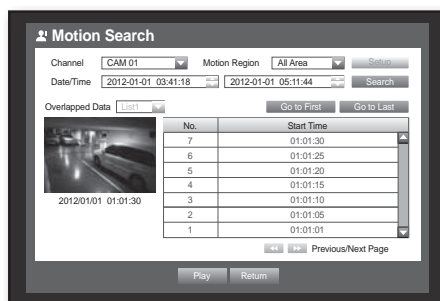 Motion Search
Channel CAM 01 Motion Region All Area Setup
Date/Time 2012-01-01 03:41:18 2012-01-01 05:11:44 Search
Overlapped Data List1 Go to First Go to Last
No. Start Time
7 01:01:30
6 01:01:25
5 01:01:20
4 01:01:15
3 01:01:10
2 01:01:05
1 01:01:01
2012/01/01 01:01:30
Previous/Next Page
Play Return